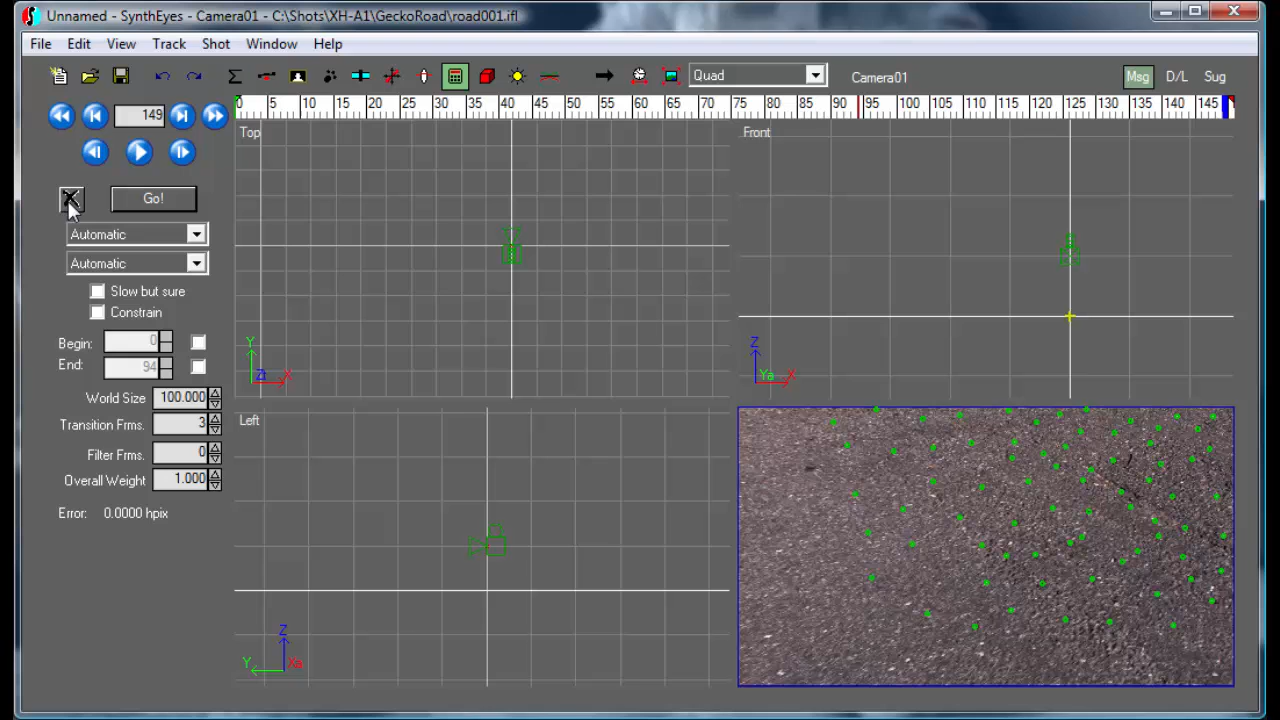 Unnamed - SynthEyes - Camera01 - C:\Shots\XH-A1\GeckoRoad\road001.ifl
File Edit View Track Shot Window Help
Quad Camera01 Msg D/L Sug
149
0 5 10 15 20 25 30 35 40 45 50 55 60 65 70 75 80 85 90 95 100 105 110 115 120 125 130 135 140 145
Top
Front
Go!
Automatic
Automatic
Slow but sure
Constrain
Begin: 0
End: 94
World Size 100.000
Transition Frms. 3
Filter Frms. 0
Overall Weight 1.000
Error: 0.0000 hpix
Y
X
Z
Ya X
Left
Z
Y Xa